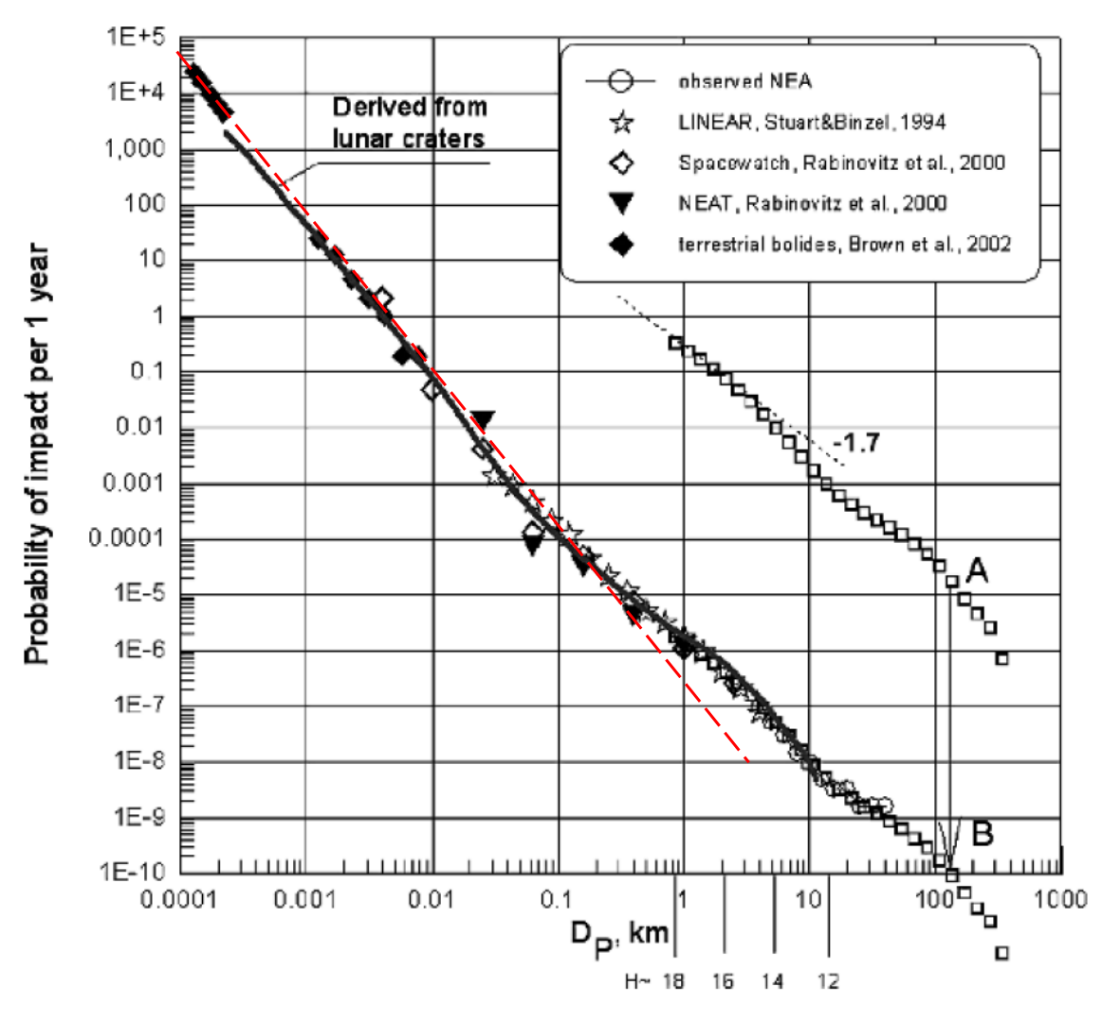 1E+5
1E+4
1,000
100
10
1
0.1
0.01
0.001
0.0001
1E-5
1E-6
1E-7
1E-8
1E-9
1E-10
Probability of impact per 1 year
Derived from
lunar craters
observed NEA
LINEAR, Stuart&Binzel, 1994
Spacewatch, Rabinovitz et al., 2000
NEAT, Rabinovitz et al., 2000
terrestrial bolides, Brown et al., 2002
-1.7
A
B
0.0001 0.001 0.01 0.1 1 10 100 1000
DP, km
H~ 18 16 14 12